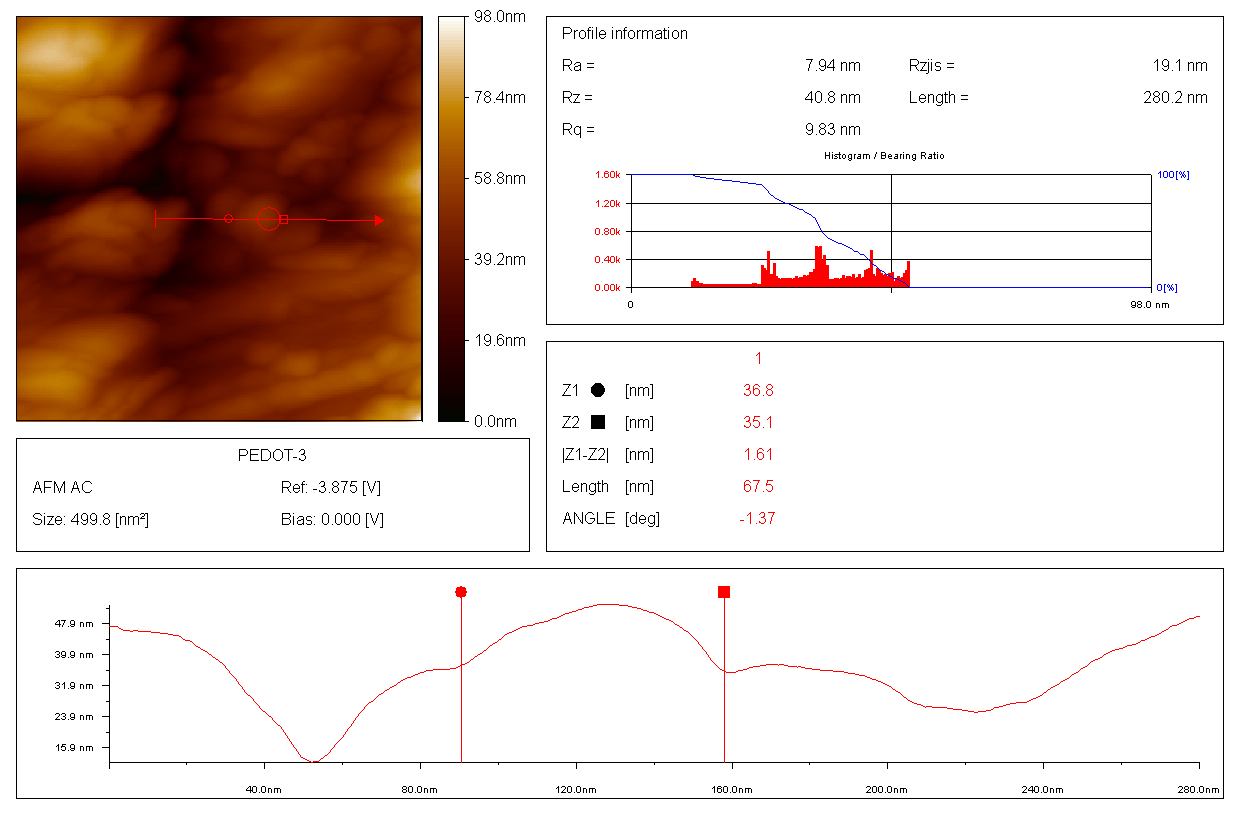 98.0nm
78.4nm
58.8nm
39.2nm
19.6nm
0.0nm
Profile information
Ra = 7.94 nm Rzjis = 19.1 nm
Rz = 40.8 nm Length = 280.2 nm
Rq = 9.83 nm
Histogram / Bearing Ratio
1.60k 100[%]
1.20k
0.80k
0.40k
0.00k 0[%]
0 98.0 nm
PEDOT-3
AFM AC Ref: -3.875 [V]
Size: 499.8 [nm²] Bias: 0.000 [V]
1
Z1 [nm] 36.8
Z2 [nm] 35.1
|Z1-Z2| [nm] 1.61
Length [nm] 67.5
ANGLE [deg] -1.37
47.9 nm
39.9 nm
31.9 nm
23.9 nm
15.9 nm
40.0nm 80.0nm 120.0nm 160.0nm 200.0nm 240.0nm 280.0nm